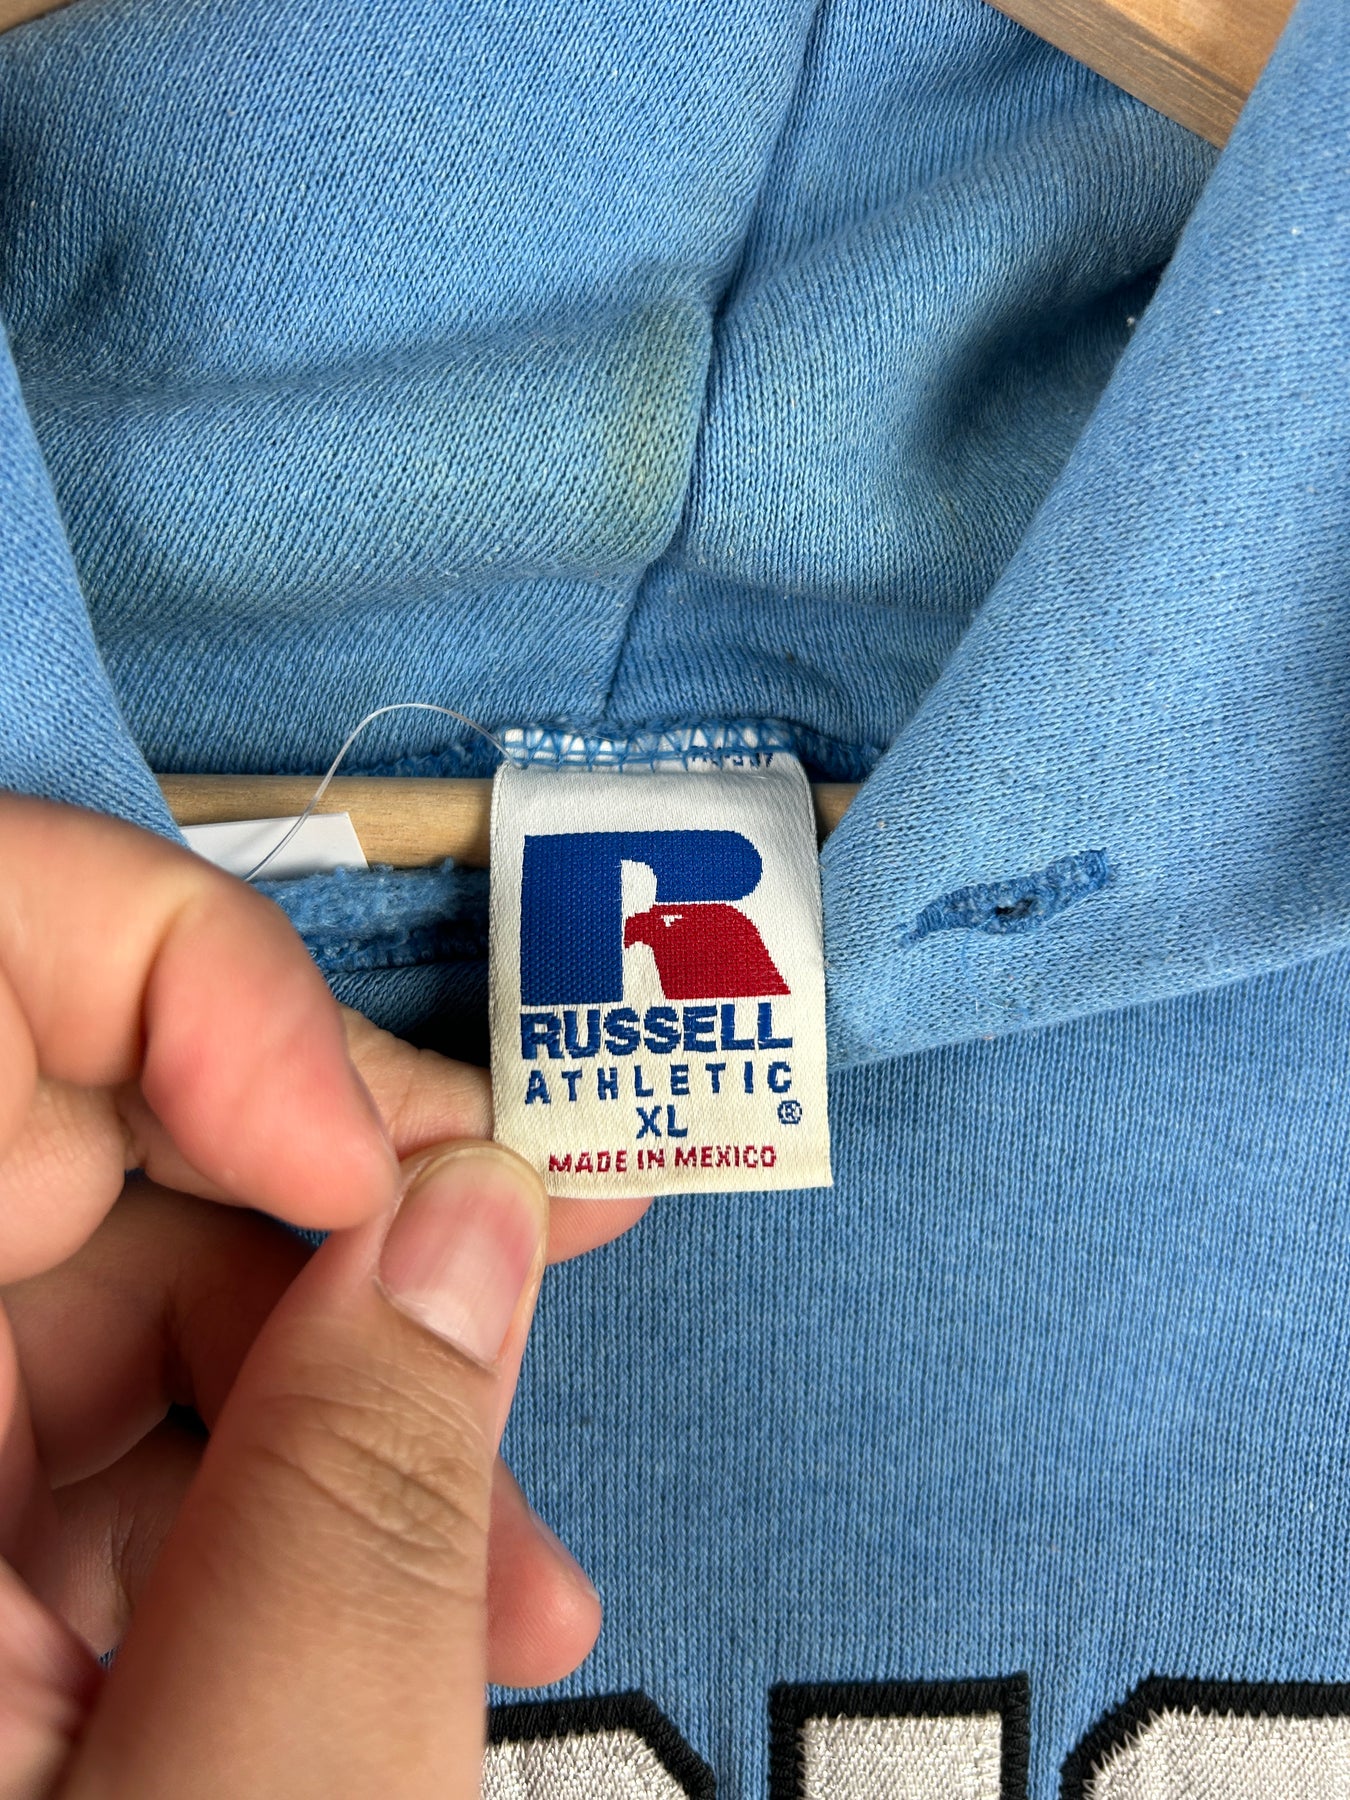 RUSSELL
ATHLETIC
XL ®
MADE IN MEXICO